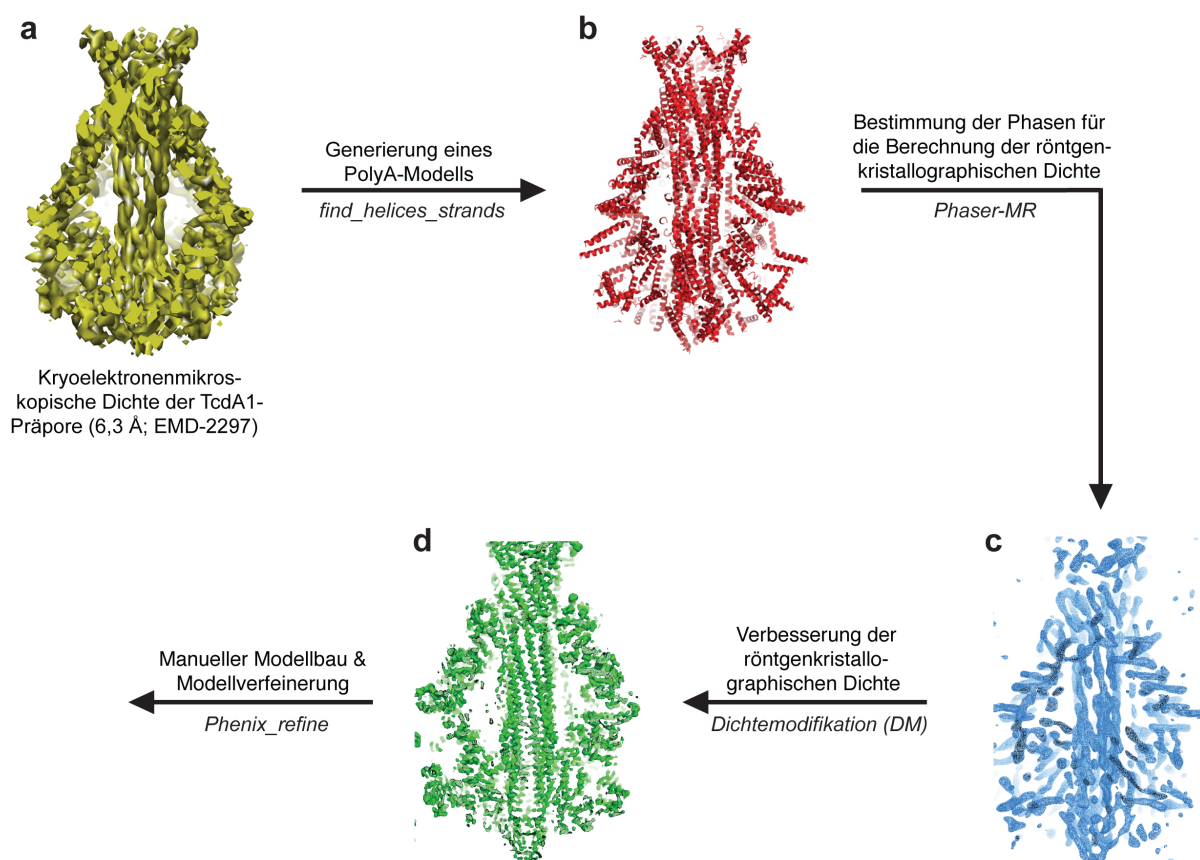 a
Kryoelektronenmikros-
kopische Dichte der TcdA1-
Präpore (6,3 Å; EMD-2297)
Generierung eines
PolyA-Modells
find_helices_strands
b
Bestimmung der Phasen für
die Berechnung der röntgen-
kristallographischen Dichte
Phaser-MR
c
Verbesserung der
röntgenkristallo-
graphischen Dichte
Dichtemodifikation (DM)
d
Manueller Modellbau &
Modellverfeinerung
Phenix_refine